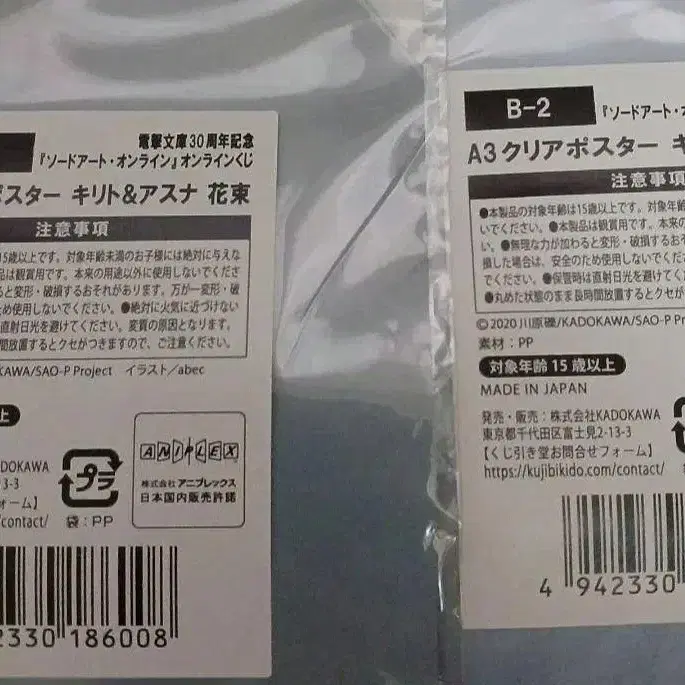 電撃文庫30周年記念
『ソードアート・オンライン』オンラインくじ
ポスター キリト&アスナ 花束
注意事項
15歳以上です。対象年齢未満のお子様には絶対に与えな
品は観賞用です。本来の用途以外に使用しないでくださ
ると変形・破損するおそれがあります。万が一変形・破
ため使用しないでください。●絶対に火気に近づけない
直射日光を避けてください。変質の原因となります。
時間放置するとクセがつきますので、ご注意ください。
KAWA/SAO-P Project イラスト/abec
上
DOKAWA
3-3
フォーム】
contact/
プラ
袋:PP
ANIPLEX
株式会社 アニプレックス
日本国内販売許諾
2330 186008
B-2
『ソードアート・オ
A3クリアポスター キ
注意事項
●本製品の対象年齢は15歳以上です。対象年齢
いでください。●本製品は観賞用です。本来の
い。●無理な力が加わると変形・破損するおそ
損した場合は、安全のため使用しないでくだ
でください。●保管時は直射日光を避けてくだ
●丸めた状態のまま長時間放置するとクセがつ
©2020 川原礫/KADOKAWA/SAO-P Proj
素材:PP
対象年齢15歳以上
MADE IN JAPAN
発売・販売:株式会社KADOKAWA
東京都千代田区富士見2-13-3
【くじ引き堂お問合せフォーム】
https://kujibikido.com/contact/
4 942330